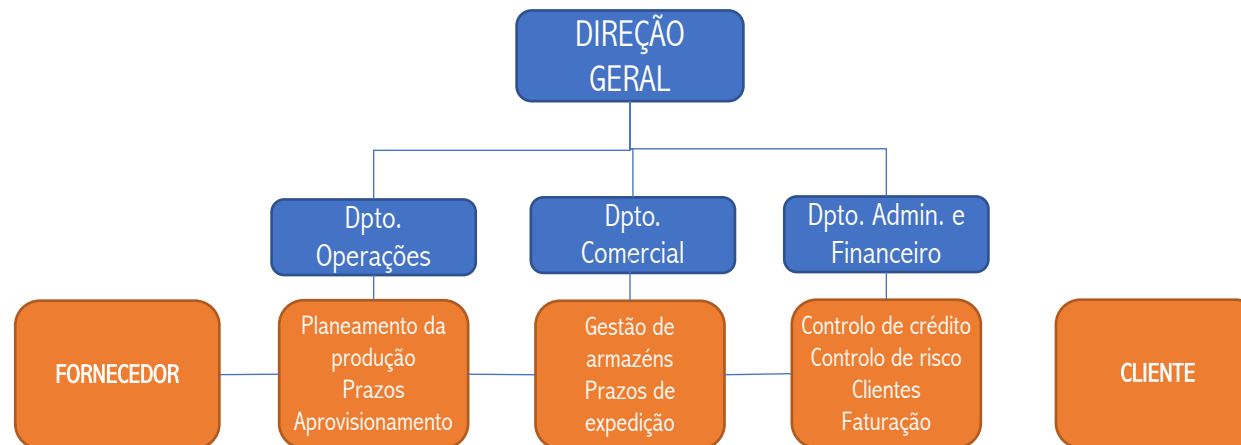 DIREÇÃO
GERAL
Dpto.
Operações
Dpto.
Comercial
Dpto. Admin. e
Financeiro
FORNECEDOR
Planeamento da
produção
Prazos
Aprovisionamento
Gestão de
armazéns
Prazos de
expedição
Controlo de crédito
Controlo de risco
Clientes
Faturação
CLIENTE